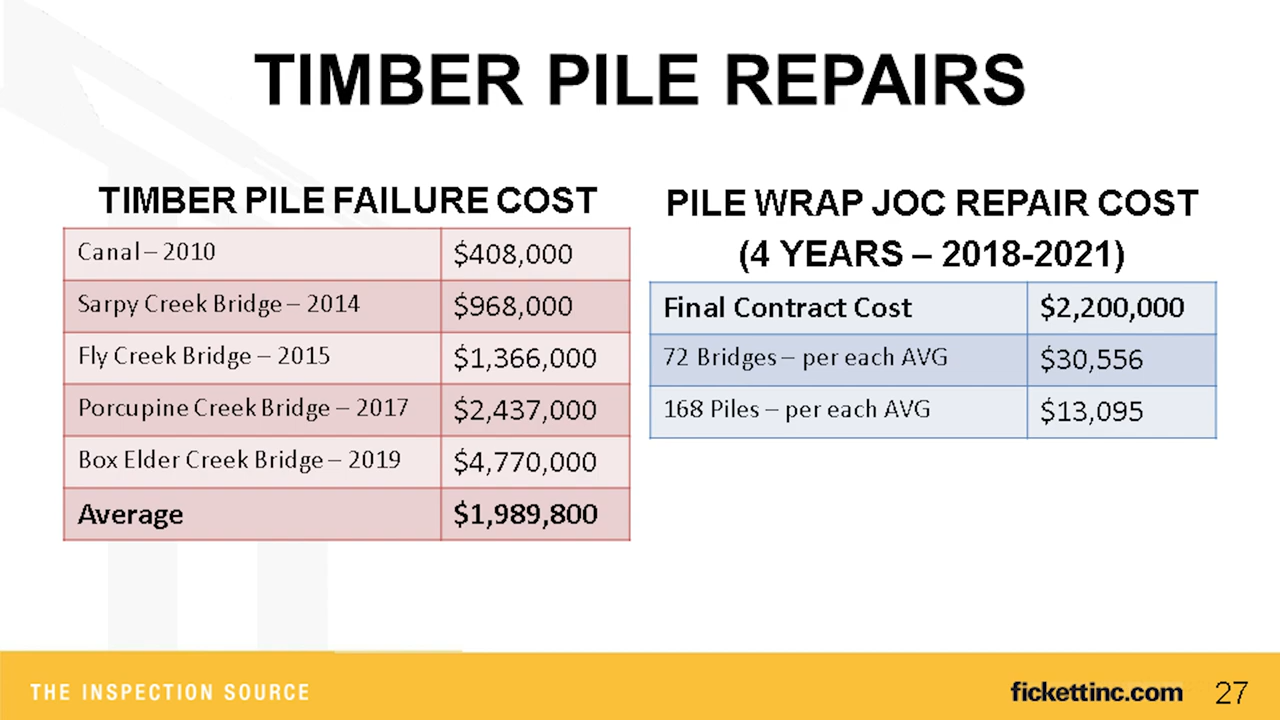 TIMBER PILE REPAIRS
TIMBER PILE FAILURE COST
Canal – 2010 $408,000
Sarpy Creek Bridge – 2014 $968,000
Fly Creek Bridge – 2015 $1,366,000
Porcupine Creek Bridge – 2017 $2,437,000
Box Elder Creek Bridge – 2019 $4,770,000
Average $1,989,800
PILE WRAP JOC REPAIR COST
(4 YEARS – 2018-2021)
Final Contract Cost $2,200,000
72 Bridges – per each AVG $30,556
168 Piles – per each AVG $13,095
THE INSPECTION SOURCE
fickettinc.com 27